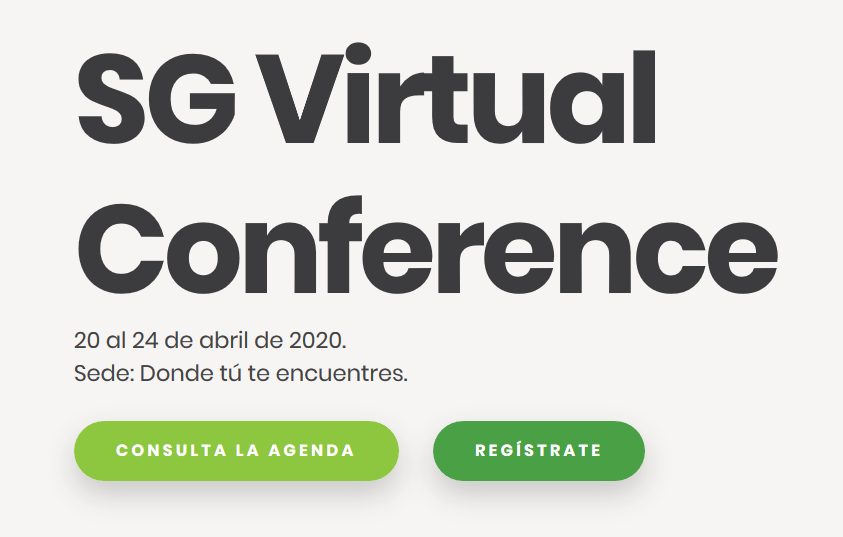 SG Virtual
Conference
20 al 24 de abril de 2020.
Sede: Donde tú te encuentres.
CONSULTA LA AGENDA
REGÍSTRATE